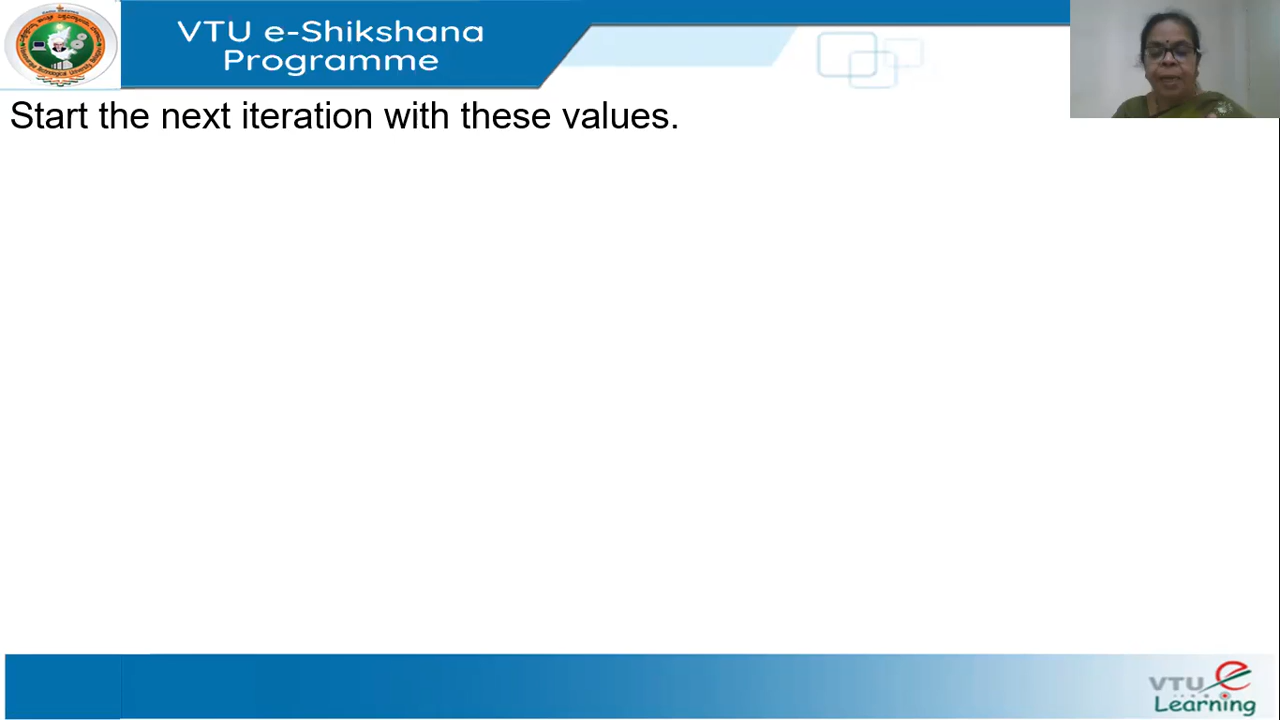 VTU e-Shikshana
Programme
Start the next iteration with these values.
VTU e
Learning